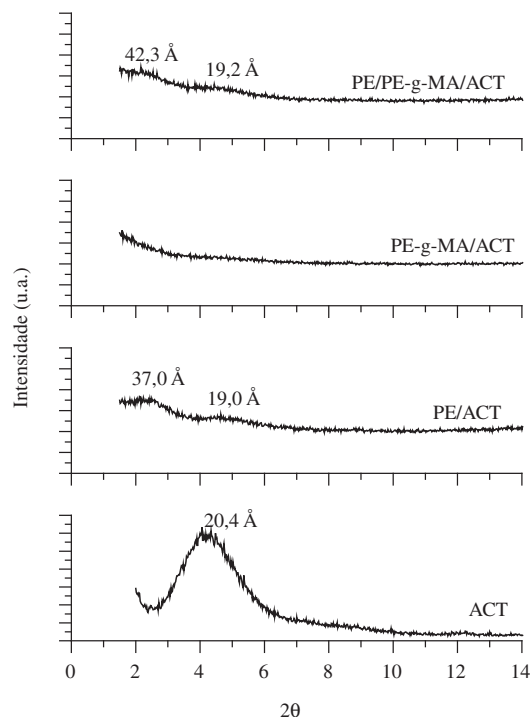 42,3 Å
19,2 Å
PE/PE-g-MA/ACT
PE-g-MA/ACT
Intensidade (u.a.)
37,0 Å
19,0 Å
PE/ACT
20,4 Å
ACT
0 2 4 6 8 10 12 14
2θ